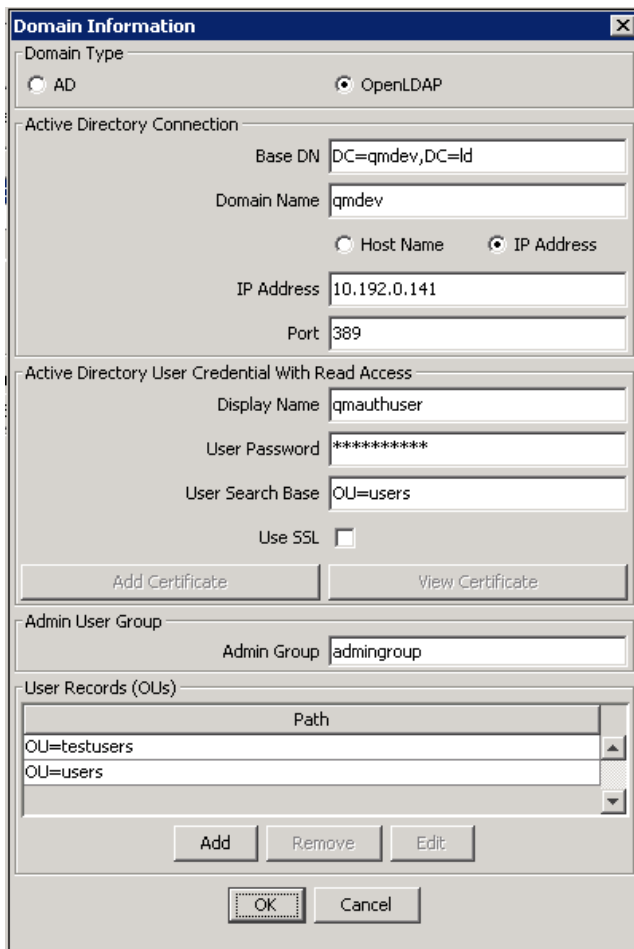 Domain Information
Domain Type
AD OpenLDAP
Active Directory Connection
Base DN DC=qmdev,DC=ld
Domain Name qmdev
Host Name IP Address
IP Address 10.192.0.141
Port 389
Active Directory User Credential With Read Access
Display Name qmauthuser
User Password **********
User Search Base OU=users
Use SSL
Add Certificate View Certificate
Admin User Group
Admin Group admingroup
User Records (OUs)
Path
OU=testusers
OU=users
Add Remove Edit
OK Cancel